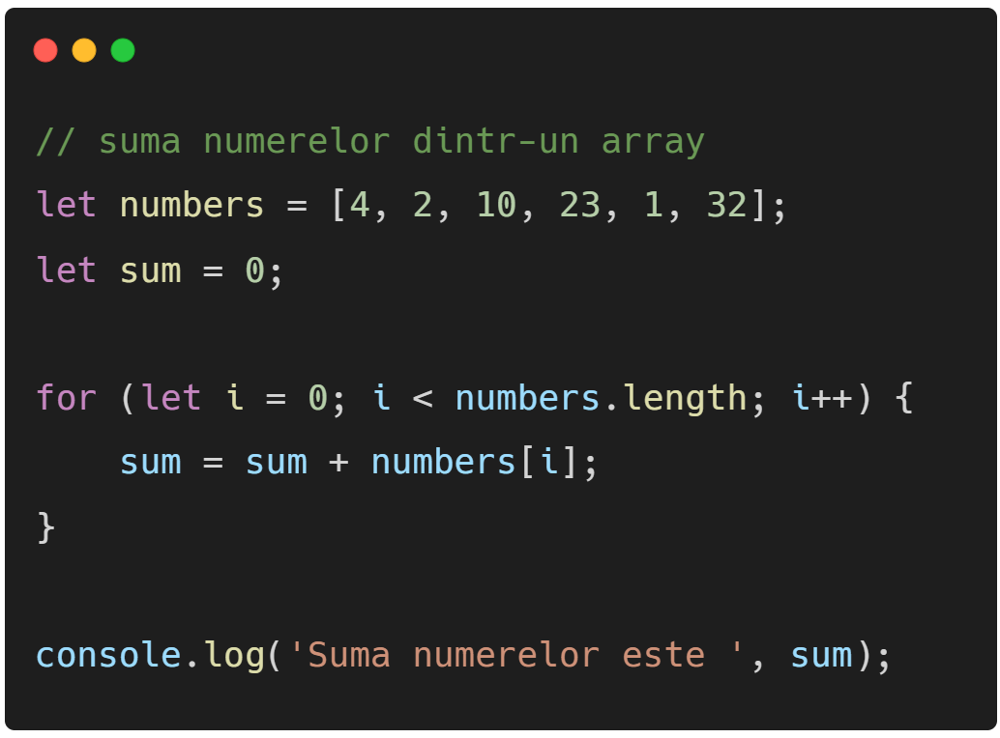 // suma numerelor dintr-un array
let numbers = [4, 2, 10, 23, 1, 32];
let sum = 0;
for (let i = 0; i < numbers.length; i++) {
    sum = sum + numbers[i];
}
console.log('Suma numerelor este ', sum);